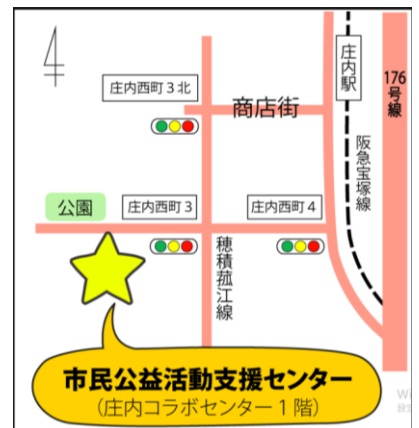 庄内西町3北
商店街
庄内駅
176号線
阪急宝塚線
公園
庄内西町3
庄内西町4
穂積菰江線
市民公益活動支援センター
(庄内コラボセンター1階)